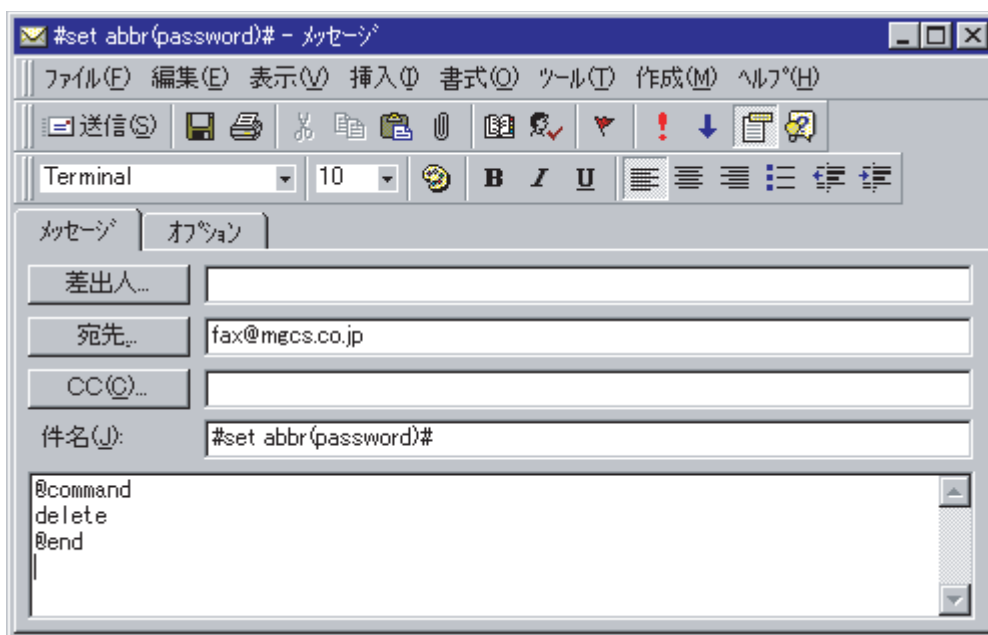 #set abbr(password)# - ﾒｯｾｰｼﾞ
ﾌｧｲﾙ(F) 編集(E) 表示(V) 挿入(I) 書式(O) ﾂｰﾙ(T) 作成(M) ﾍﾙﾌﾟ(H)
送信(S)
Terminal 10 B I U
ﾒｯｾｰｼﾞ ｵﾌﾟｼｮﾝ
差出人...
宛先... fax@mgcs.co.jp
CC(C)...
件名(J): #set abbr(password)#
@command
delete
@end